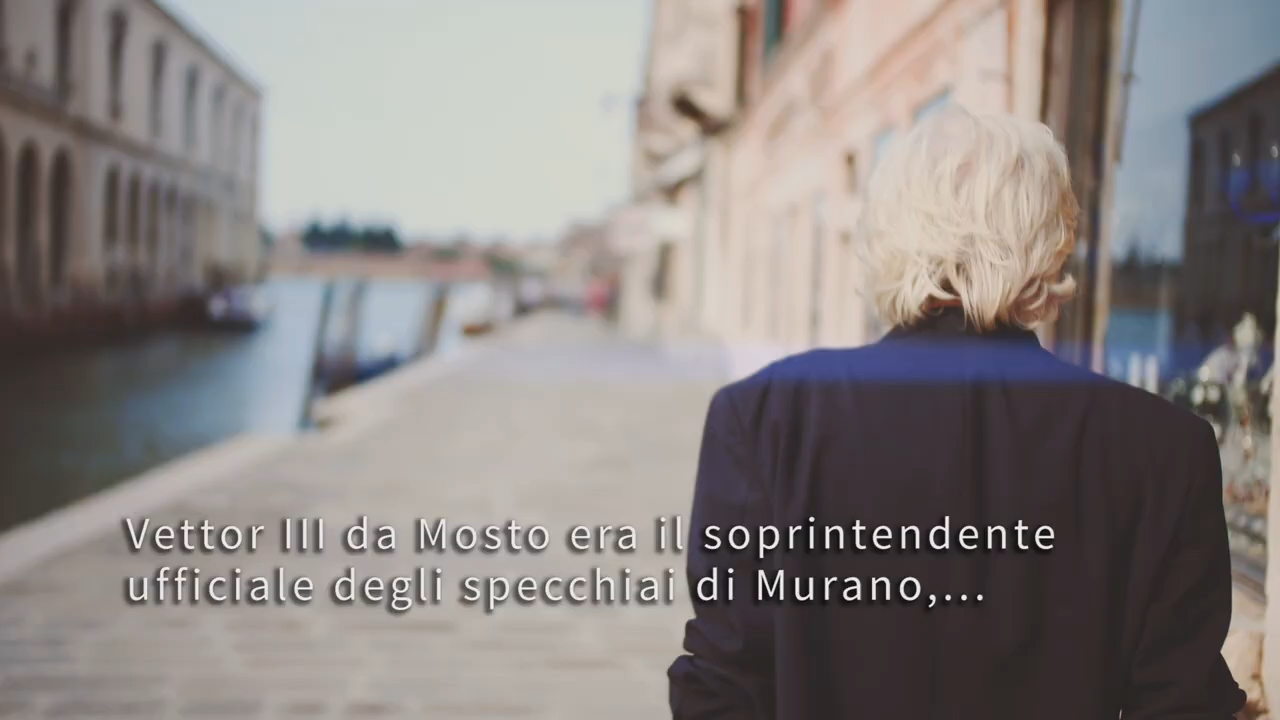 Vettor III da Mosto era il soprintendente
ufficiale degli specchiai di Murano,...